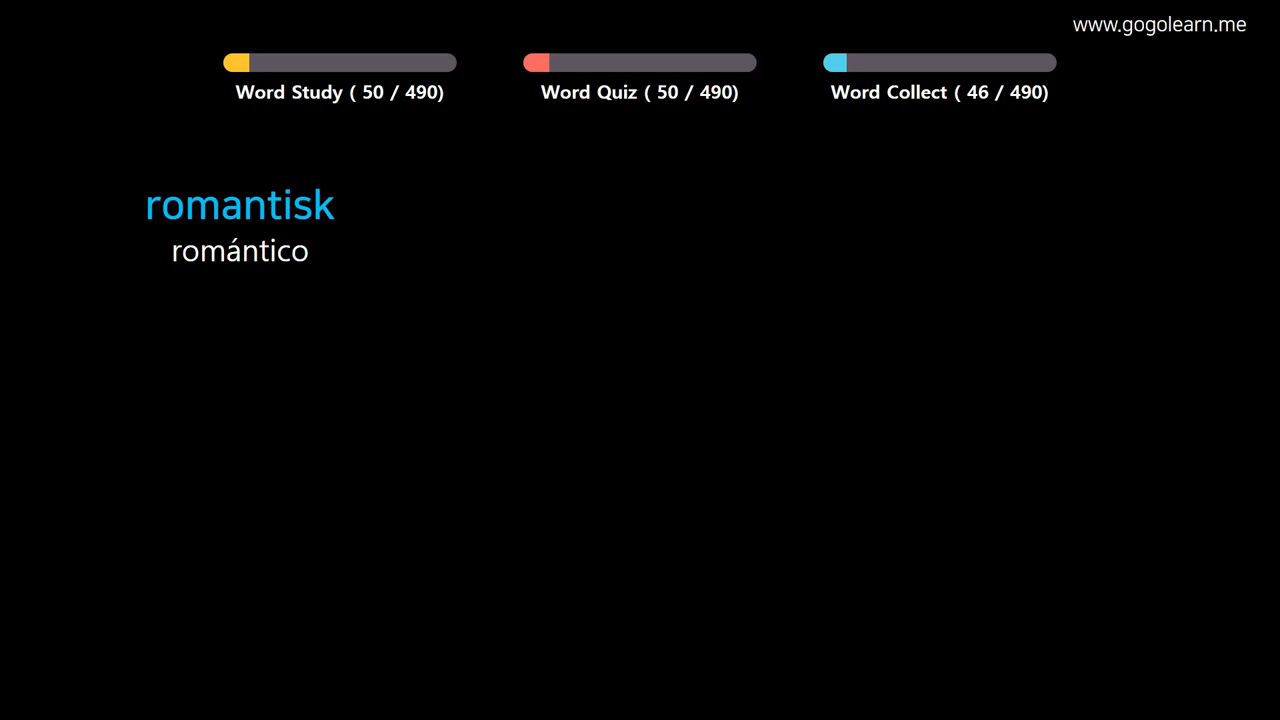 www.gogolearn.me
Word Study ( 50 / 490)
Word Quiz ( 50 / 490)
Word Collect ( 46 / 490)
romantisk
romántico